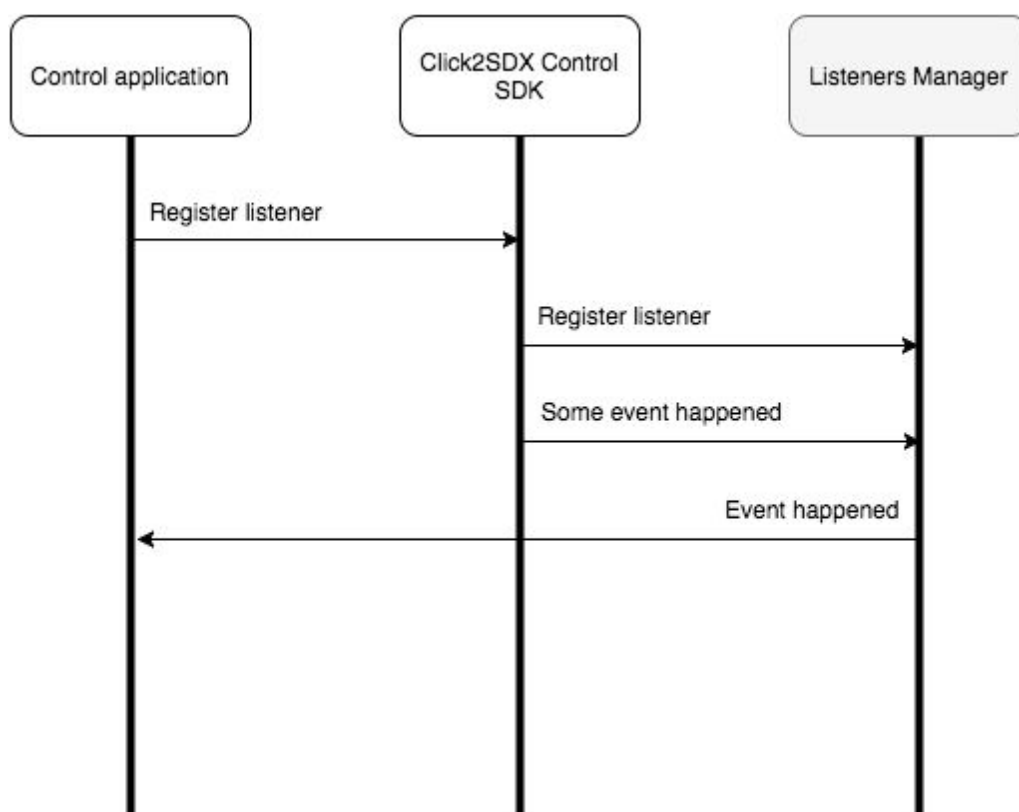 Control application
Click2SDX Control
SDK
Listeners Manager
Register listener
Register listener
Some event happened
Event happened